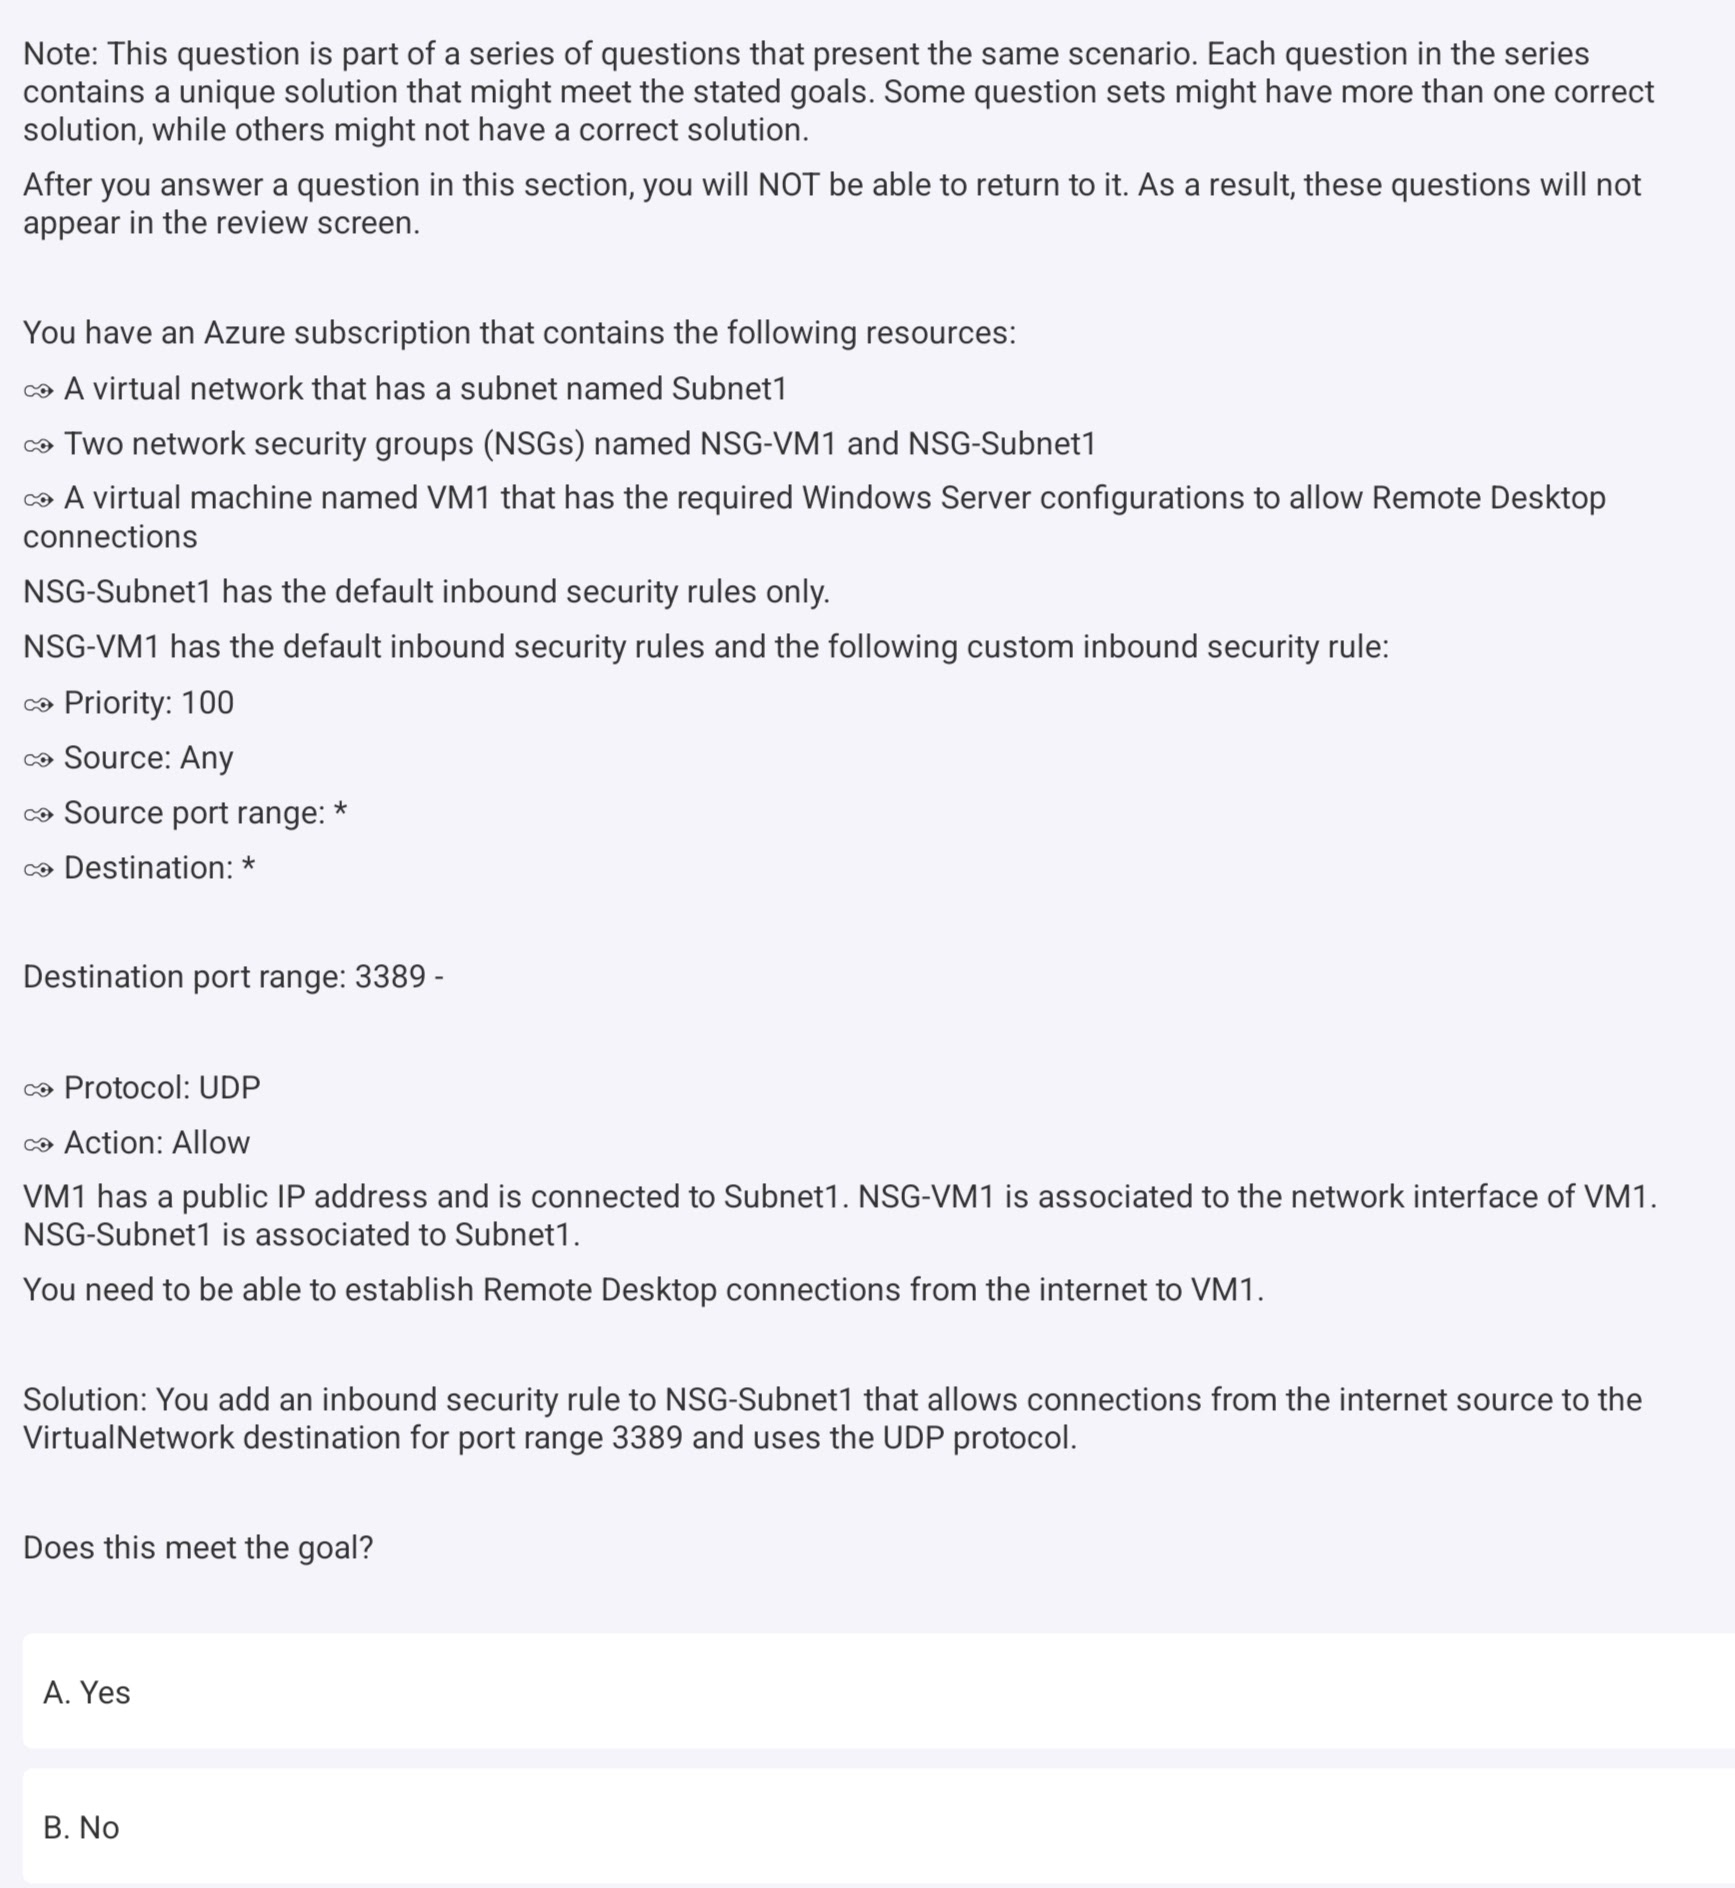 Note: This question is part of a series of questions that present the same scenario. Each question in the series
contains a unique solution that might meet the stated goals. Some question sets might have more than one correct
solution, while others might not have a correct solution.
After you answer a question in this section, you will NOT be able to return to it. As a result, these questions will not
appear in the review screen.
You have an Azure subscription that contains the following resources:
A virtual network that has a subnet named Subnet1
Two network security groups (NSGs) named NSG-VM1 and NSG-Subnet1
A virtual machine named VM1 that has the required Windows Server configurations to allow Remote Desktop
connections
NSG-Subnet1 has the default inbound security rules only.
NSG-VM1 has the default inbound security rules and the following custom inbound security rule:
Priority: 100
Source: Any
Source port range: *
Destination: *
Destination port range: 3389 -
Protocol: UDP
Action: Allow
VM1 has a public IP address and is connected to Subnet1. NSG-VM1 is associated to the network interface of VM1.
NSG-Subnet1 is associated to Subnet1.
You need to be able to establish Remote Desktop connections from the internet to VM1.
Solution: You add an inbound security rule to NSG-Subnet1 that allows connections from the internet source to the
VirtualNetwork destination for port range 3389 and uses the UDP protocol.
Does this meet the goal?
A. Yes
B. No